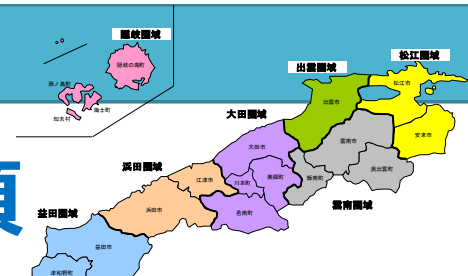 隠岐圏域
隠岐の島町
西ノ島町
海士町
知夫村
松江圏域
松江市
安来市
出雲圏域
出雲市
大田圏域
大田市
川本町
美郷町
邑南町
雲南市
奥出雲町
飯南町
雲南圏域
浜田圏域
江津市
浜田市
益田圏域
益田市
津和野町